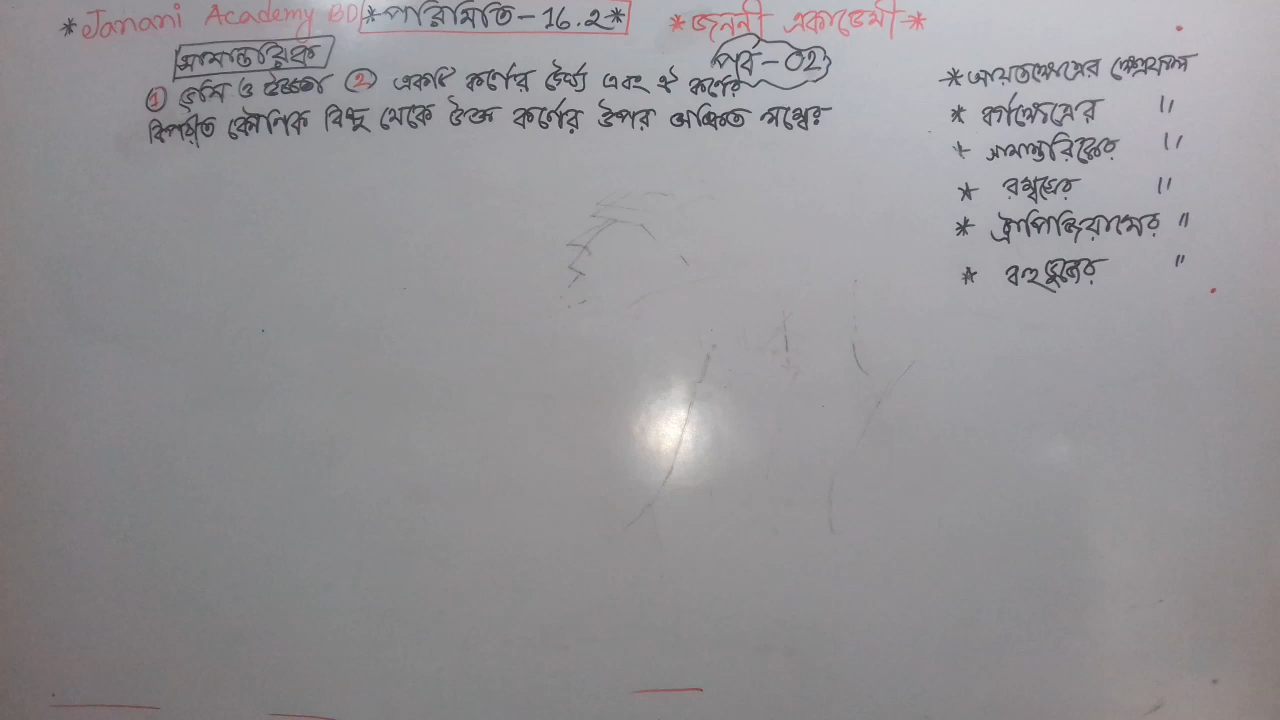 * Janani Academy BD *পরিমিতি-16.2* *জননী একাডেমী*
পর্ব-02
সামান্তরিক
① ভূমি ও উচ্চতা ② একটি কর্ণের দৈর্ঘ্য এবং ঐ কর্ণের
বিপরীত কৌণিক বিন্দু থেকে উক্ত কর্ণের উপর অঙ্কিত লম্বের
* আয়তক্ষেত্রের ক্ষেত্রফল
* বর্গক্ষেত্রের "
* সামান্তরিকের "
* রম্বসের "
* ট্রাপিজিয়ামের "
* বহুভুজের "